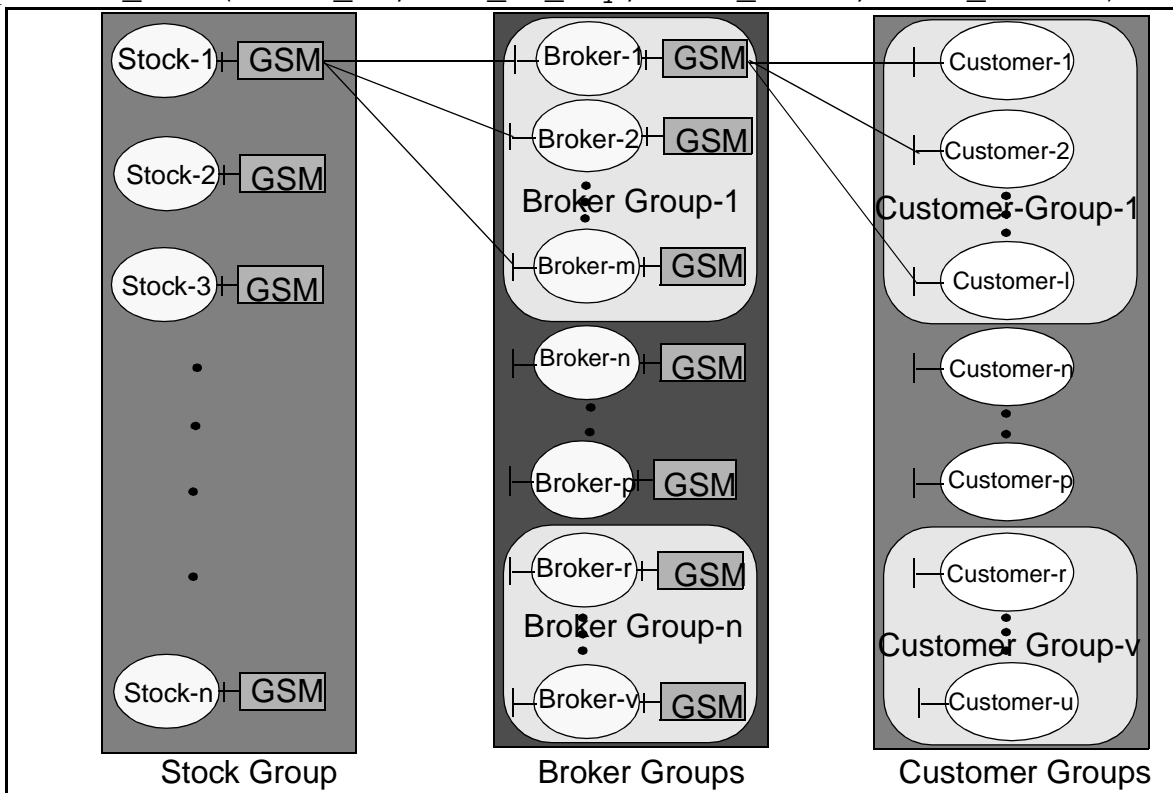 Stock-1
GSM
Stock-2
GSM
Stock-3
GSM
Stock-n
GSM
Stock Group
Broker-1
GSM
Broker-2
GSM
Broker Group-1
Broker-m
GSM
Broker-n
GSM
Broker-p
GSM
Broker-r
GSM
Broker Group-n
Broker-v
GSM
Broker Groups
Customer-1
Customer-2
Customer-Group-1
Customer-l
Customer-n
Customer-p
Customer-r
Customer Group-v
Customer-u
Customer Groups